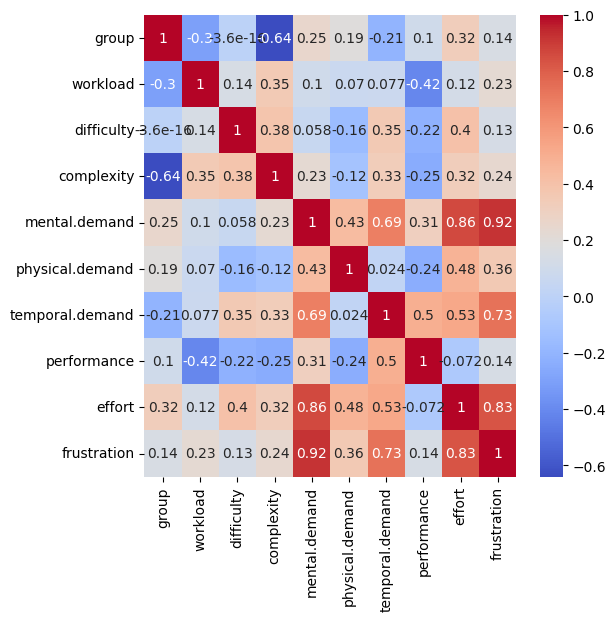 group 1 -0.3 -3.6e-16 -0.64 0.25 0.19 -0.21 0.1 0.32 0.14
workload -0.3 1 0.14 0.35 0.1 0.07 0.077 -0.42 0.12 0.23
difficulty -3.6e-16 0.14 1 0.38 0.058 -0.16 0.35 -0.22 0.4 0.13
complexity -0.64 0.35 0.38 1 0.23 -0.12 0.33 -0.25 0.32 0.24
mental.demand 0.25 0.1 0.058 0.23 1 0.43 0.69 0.31 0.86 0.92
physical.demand 0.19 0.07 -0.16 -0.12 0.43 1 0.024 -0.24 0.48 0.36
temporal.demand -0.21 0.077 0.35 0.33 0.69 0.024 1 0.5 0.53 0.73
performance 0.1 -0.42 -0.22 -0.25 0.31 -0.24 0.5 1 -0.072 0.14
effort 0.32 0.12 0.4 0.32 0.86 0.48 0.53 -0.072 1 0.83
frustration 0.14 0.23 0.13 0.24 0.92 0.36 0.73 0.14 0.83 1
group workload difficulty complexity mental.demand physical.demand temporal.demand performance effort frustration
1.0
0.8
0.6
0.4
0.2
0.0
−0.2
−0.4
−0.6